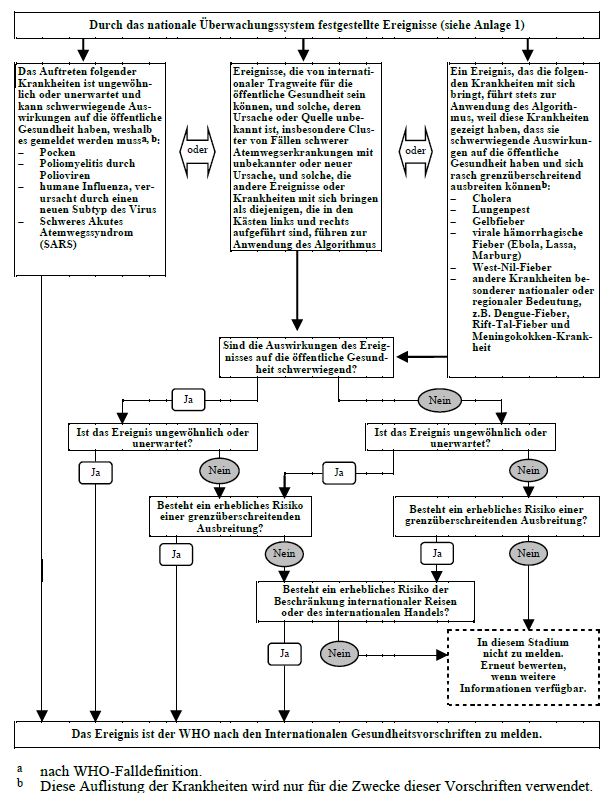 Durch das nationale Überwachungssystem festgestellte Ereignisse (siehe Anlage 1)
Das Auftreten folgender
Krankheiten ist ungewöhn-
lich oder unerwartet und
kann schwerwiegende Aus-
wirkungen auf die öffentliche
Gesundheit haben, weshalb
es gemeldet werden mussa, b:
– Pocken
– Poliomyelitis durch
Polioviren
– humane Influenza, ver-
ursacht durch einen
neuen Subtyp des Virus
– Schweres Akutes
Atemwegssyndrom
(SARS)
oder
Ereignisse, die von internati-
onaler Tragweite für die
öffentliche Gesundheit sein
können, und solche, deren
Ursache oder Quelle unbe-
kannt ist, insbesondere Clus-
ter von Fällen schwerer
Atemwegserkrankungen mit
unbekannter oder neuer
Ursache, und solche, die
andere Ereignisse oder
Krankheiten mit sich bringen
als diejenigen, die in den
Kästen links und rechts
aufgeführt sind, führen zur
Anwendung des Algorithmus
oder
Ein Ereignis, das die folgen-
den Krankheiten mit sich
bringt, führt stets zur
Anwendung des Algorith-
mus, weil diese Krankheiten
gezeigt haben, dass sie
schwerwiegende Auswirkun-
gen auf die öffentliche
Gesundheit haben und sich
rasch grenzüberschreitend
ausbreiten könnenb:
– Cholera
– Lungenpest
– Gelbfieber
– virale hämorrhagische
Fieber (Ebola, Lassa,
Marburg)
– West-Nil-Fieber
– andere Krankheiten be-
sonderer nationaler oder
regionaler Bedeutung,
z.B. Dengue-Fieber,
Rift-Tal-Fieber und
Meningokokken-Krank-
heit
Sind die Auswirkungen des Ereig-
nisses auf die öffentliche Gesund-
heit schwerwiegend?
Ja
Nein
Ist das Ereignis ungewöhnlich oder
unerwartet?
Ist das Ereignis ungewöhnlich oder
unerwartet?
Ja
Nein
Ja
Nein
Besteht ein erhebliches Risiko
einer grenzüberschreitenden
Ausbreitung?
Besteht ein erhebliches Risiko einer
grenzüberschreitenden Ausbreitung?
Ja
Nein
Ja
Nein
Besteht ein erhebliches Risiko der
Beschränkung internationaler Reisen
oder des internationalen Handels?
Ja
Nein
In diesem Stadium
nicht zu melden.
Erneut bewerten,
wenn weitere
Informationen verfügbar.
Das Ereignis ist der WHO nach den Internationalen Gesundheitsvorschriften zu melden.
a nach WHO-Falldefinition.
b Diese Auflistung der Krankheiten wird nur für die Zwecke dieser Vorschriften verwendet.